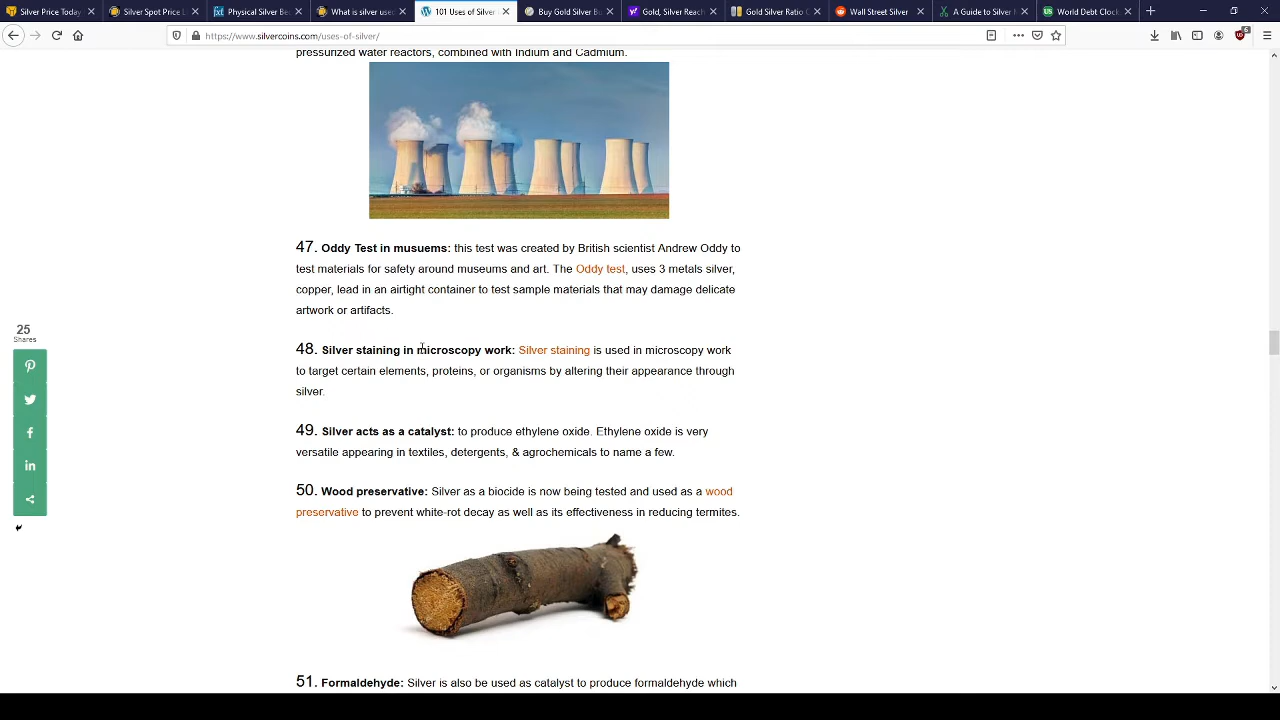 Silver Price Today
Silver Spot Price L
Physical Silver Be
What is silver use
101 Uses of Silver
Buy Gold Silver Bu
Gold, Silver Reach
Gold Silver Ratio C
Wall Street Silver
A Guide to Silver M
World Debt Clock
https://www.silvercoins.com/uses-of-silver/
pressurized water reactors, combined with Indium and Cadmium.
47. Oddy Test in musuems: this test was created by British scientist Andrew Oddy to
test materials for safety around museums and art. The Oddy test, uses 3 metals silver,
copper, lead in an airtight container to test sample materials that may damage delicate
artwork or artifacts.
25
Shares
48. Silver staining in microscopy work: Silver staining is used in microscopy work
to target certain elements, proteins, or organisms by altering their appearance through
silver.
49. Silver acts as a catalyst: to produce ethylene oxide. Ethylene oxide is very
versatile appearing in textiles, detergents, & agrochemicals to name a few.
50. Wood preservative: Silver as a biocide is now being tested and used as a wood
preservative to prevent white-rot decay as well as its effectiveness in reducing termites.
51. Formaldehyde: Silver is also be used as catalyst to produce formaldehyde which